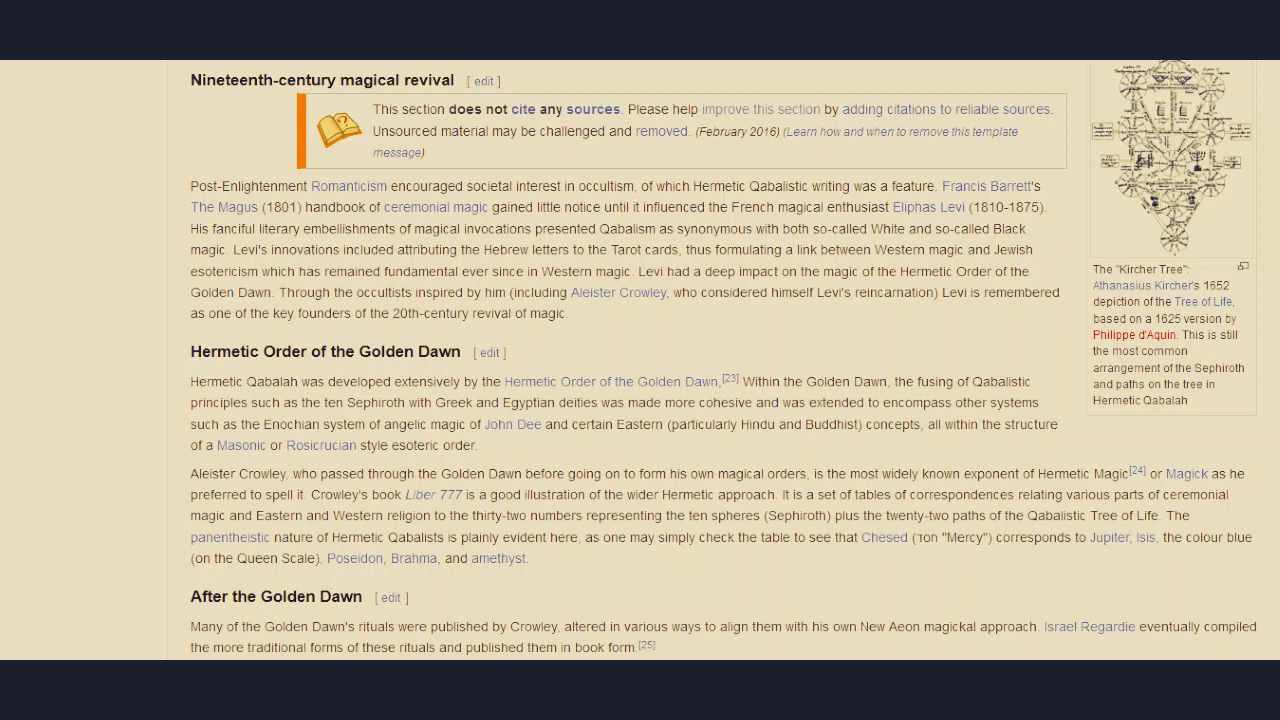 Nineteenth-century magical revival [ edit ]
This section does not cite any sources. Please help improve this section by adding citations to reliable sources.
Unsourced material may be challenged and removed. (February 2016) (Learn how and when to remove this template
message)
Post-Enlightenment Romanticism encouraged societal interest in occultism, of which Hermetic Qabalistic writing was a feature. Francis Barrett's
The Magus (1801) handbook of ceremonial magic gained little notice until it influenced the French magical enthusiast Eliphas Levi (1810-1875).
His fanciful literary embellishments of magical invocations presented Qabalism as synonymous with both so-called White and so-called Black
magic. Levi's innovations included attributing the Hebrew letters to the Tarot cards, thus formulating a link between Western magic and Jewish
esotericism which has remained fundamental ever since in Western magic. Levi had a deep impact on the magic of the Hermetic Order of the
Golden Dawn. Through the occultists inspired by him (including Aleister Crowley, who considered himself Levi's reincarnation) Levi is remembered
as one of the key founders of the 20th-century revival of magic.
The "Kircher Tree":
Athanasius Kircher's 1652
depiction of the Tree of Life,
based on a 1625 version by
Philippe d'Aquin. This is still
the most common
arrangement of the Sephiroth
and paths on the tree in
Hermetic Qabalah
Hermetic Order of the Golden Dawn [ edit ]
Hermetic Qabalah was developed extensively by the Hermetic Order of the Golden Dawn,[23] Within the Golden Dawn, the fusing of Qabalistic
principles such as the ten Sephiroth with Greek and Egyptian deities was made more cohesive and was extended to encompass other systems
such as the Enochian system of angelic magic of John Dee and certain Eastern (particularly Hindu and Buddhist) concepts, all within the structure
of a Masonic or Rosicrucian style esoteric order.
Aleister Crowley, who passed through the Golden Dawn before going on to form his own magical orders, is the most widely known exponent of Hermetic Magic[24] or Magick as he
preferred to spell it. Crowley's book Liber 777 is a good illustration of the wider Hermetic approach. It is a set of tables of correspondences relating various parts of ceremonial
magic and Eastern and Western religion to the thirty-two numbers representing the ten spheres (Sephiroth) plus the twenty-two paths of the Qabalistic Tree of Life. The
panentheistic nature of Hermetic Qabalists is plainly evident here, as one may simply check the table to see that Chesed (חסד "Mercy") corresponds to Jupiter, Isis, the colour blue
(on the Queen Scale), Poseidon, Brahma, and amethyst.
After the Golden Dawn [ edit ]
Many of the Golden Dawn's rituals were published by Crowley, altered in various ways to align them with his own New Aeon magickal approach. Israel Regardie eventually compiled
the more traditional forms of these rituals and published them in book form.[25]